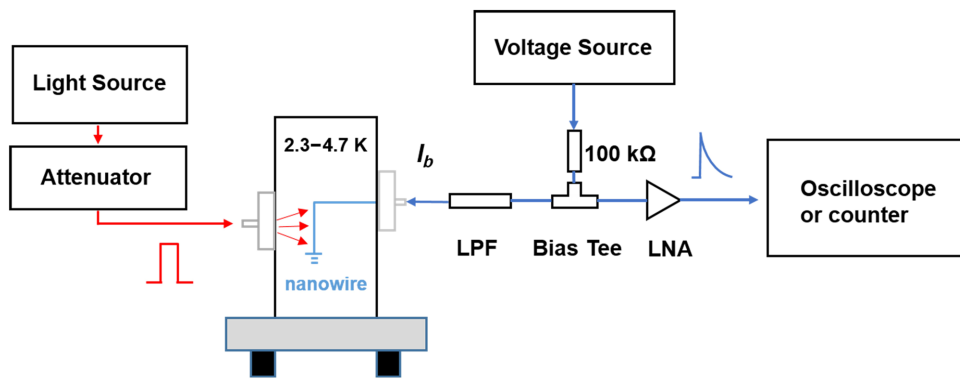 Light Source
Attenuator
2.3–4.7 K
nanowire
I_b
Voltage Source
100 kΩ
LPF
Bias Tee
LNA
Oscilloscope
or counter